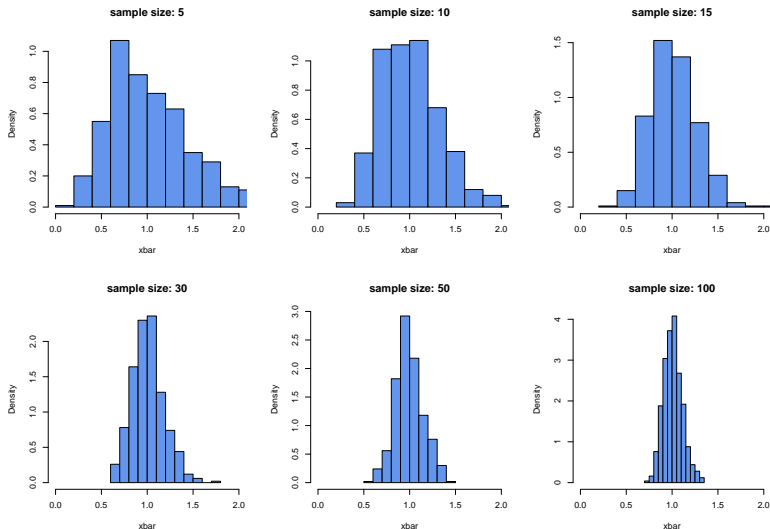 sample size: 5
Density
0.0 0.2 0.4 0.6 0.8 1.0
0.0 0.5 1.0 1.5 2.0
xbar
sample size: 10
Density
0.0 0.2 0.4 0.6 0.8 1.0
0.0 0.5 1.0 1.5 2.0
xbar
sample size: 15
Density
0.0 0.5 1.0 1.5
0.0 0.5 1.0 1.5 2.0
xbar
sample size: 30
Density
0.0 0.5 1.0 1.5 2.0
0.0 0.5 1.0 1.5 2.0
xbar
sample size: 50
Density
0.0 0.5 1.0 1.5 2.0 2.5 3.0
0.0 0.5 1.0 1.5 2.0
xbar
sample size: 100
Density
0 1 2 3 4
0.0 0.5 1.0 1.5 2.0
xbar